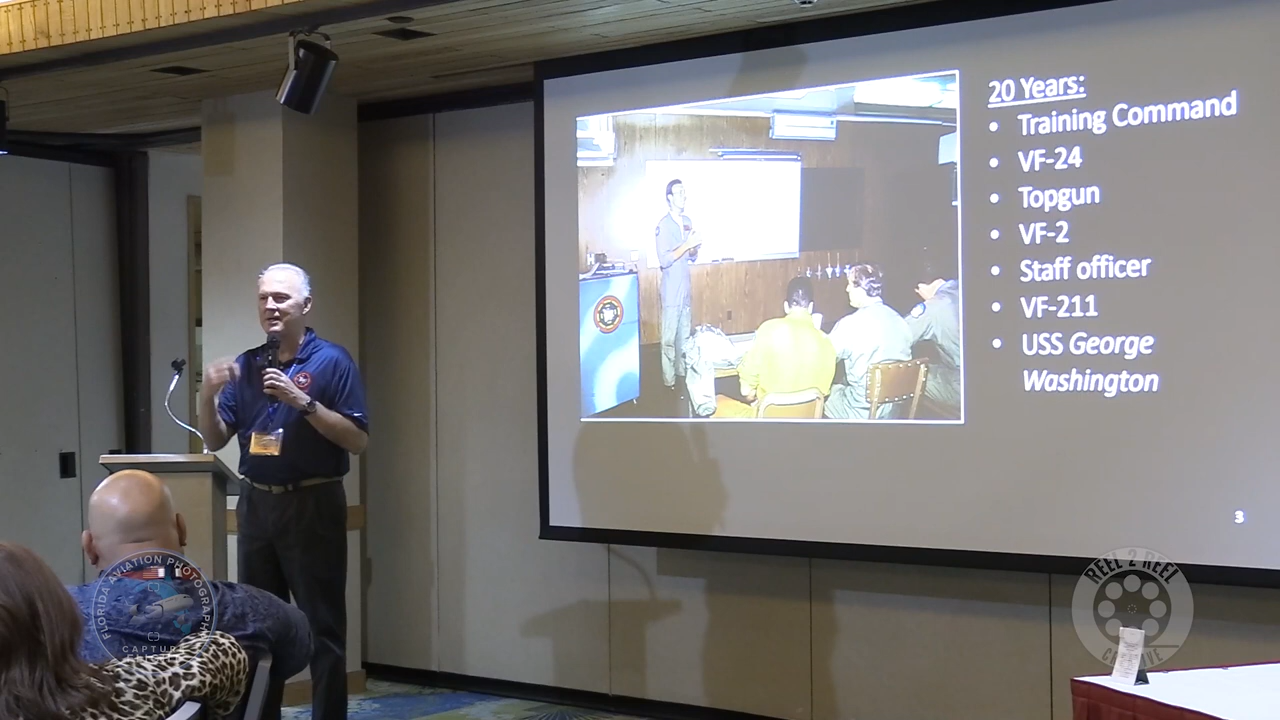 20 Years:
• Training Command
• VF-24
• Topgun
• VF-2
• Staff officer
• VF-211
• USS George
Washington
3
FLORIDA AVIATION PHOTOGRAPHY
REEL 2 REEL